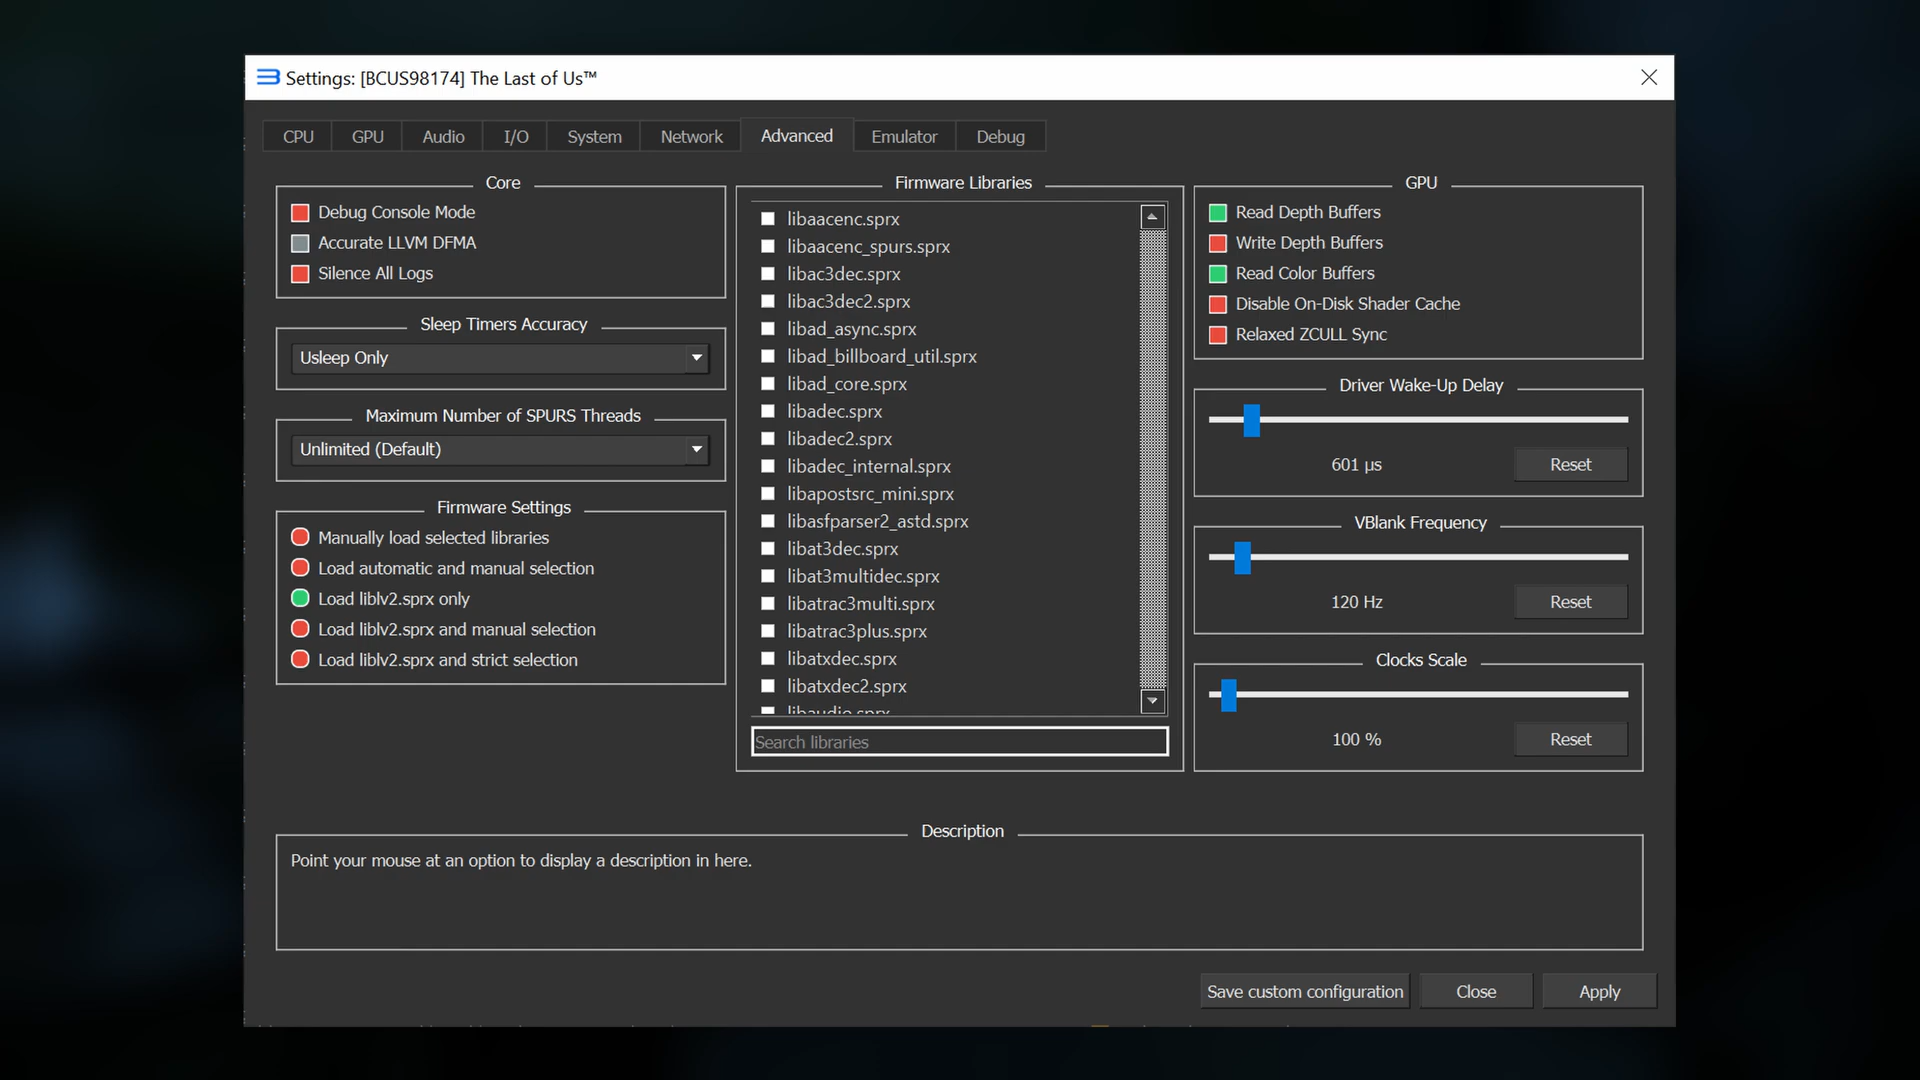 Settings: [BCUS98174] The Last of Us™
CPU
GPU
Audio
I/O
System
Network
Advanced
Emulator
Debug
Core
Debug Console Mode
Accurate LLVM DFMA
Silence All Logs
Sleep Timers Accuracy
Usleep Only
Maximum Number of SPURS Threads
Unlimited (Default)
Firmware Settings
Manually load selected libraries
Load automatic and manual selection
Load liblv2.sprx only
Load liblv2.sprx and manual selection
Load liblv2.sprx and strict selection
Firmware Libraries
libaacenc.sprx
libaacenc_spurs.sprx
libac3dec.sprx
libac3dec2.sprx
libad_async.sprx
libad_billboard_util.sprx
libad_core.sprx
libadec.sprx
libadec2.sprx
libadec_internal.sprx
libapostsrc_mini.sprx
libasfparser2_astd.sprx
libat3dec.sprx
libat3multidec.sprx
libatrac3multi.sprx
libatrac3plus.sprx
libatxdec.sprx
libatxdec2.sprx
libaudio.sprx
Search libraries
GPU
Read Depth Buffers
Write Depth Buffers
Read Color Buffers
Disable On-Disk Shader Cache
Relaxed ZCULL Sync
Driver Wake-Up Delay
601 µs
Reset
VBlank Frequency
120 Hz
Reset
Clocks Scale
100 %
Reset
Description
Point your mouse at an option to display a description in here.
Save custom configuration
Close
Apply